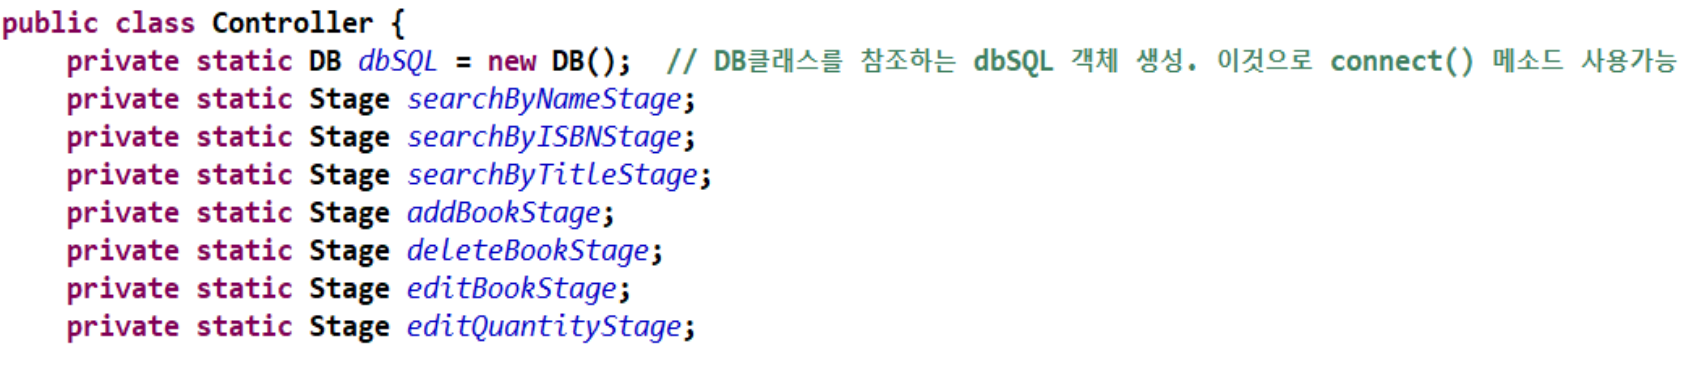 public class Controller {
private static DB dbSQL = new DB(); // DB클래스를 참조하는 dbSQL 객체 생성. 이것으로 connect() 메소드 사용가능
private static Stage searchByNameStage;
private static Stage searchByISBNStage;
private static Stage searchByTitleStage;
private static Stage addBookStage;
private static Stage deleteBookStage;
private static Stage editBookStage;
private static Stage editQuantityStage;